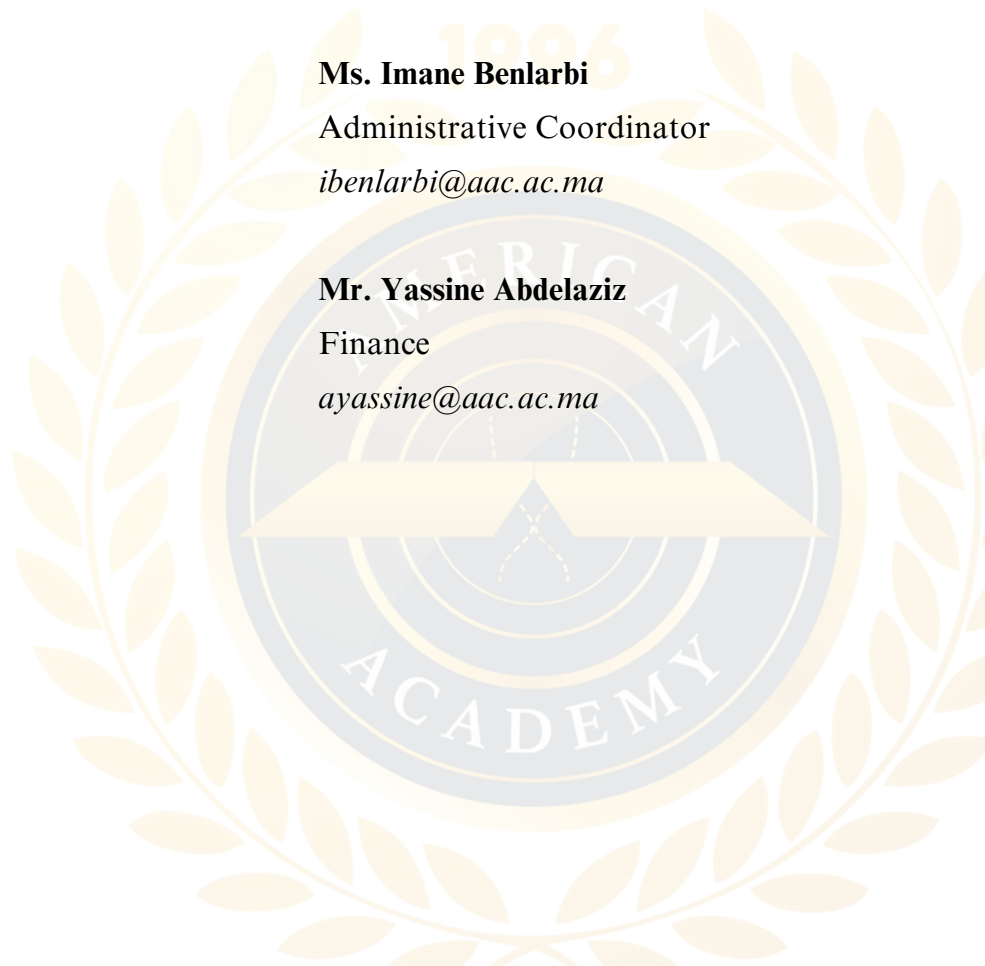 1996
Ms. Imane Benlarbi
Administrative Coordinator
ibenlarbi@aac.ac.ma
Mr. Yassine Abdelaziz
Finance
ayassine@aac.ac.ma
AMERICAN
ACADEMY